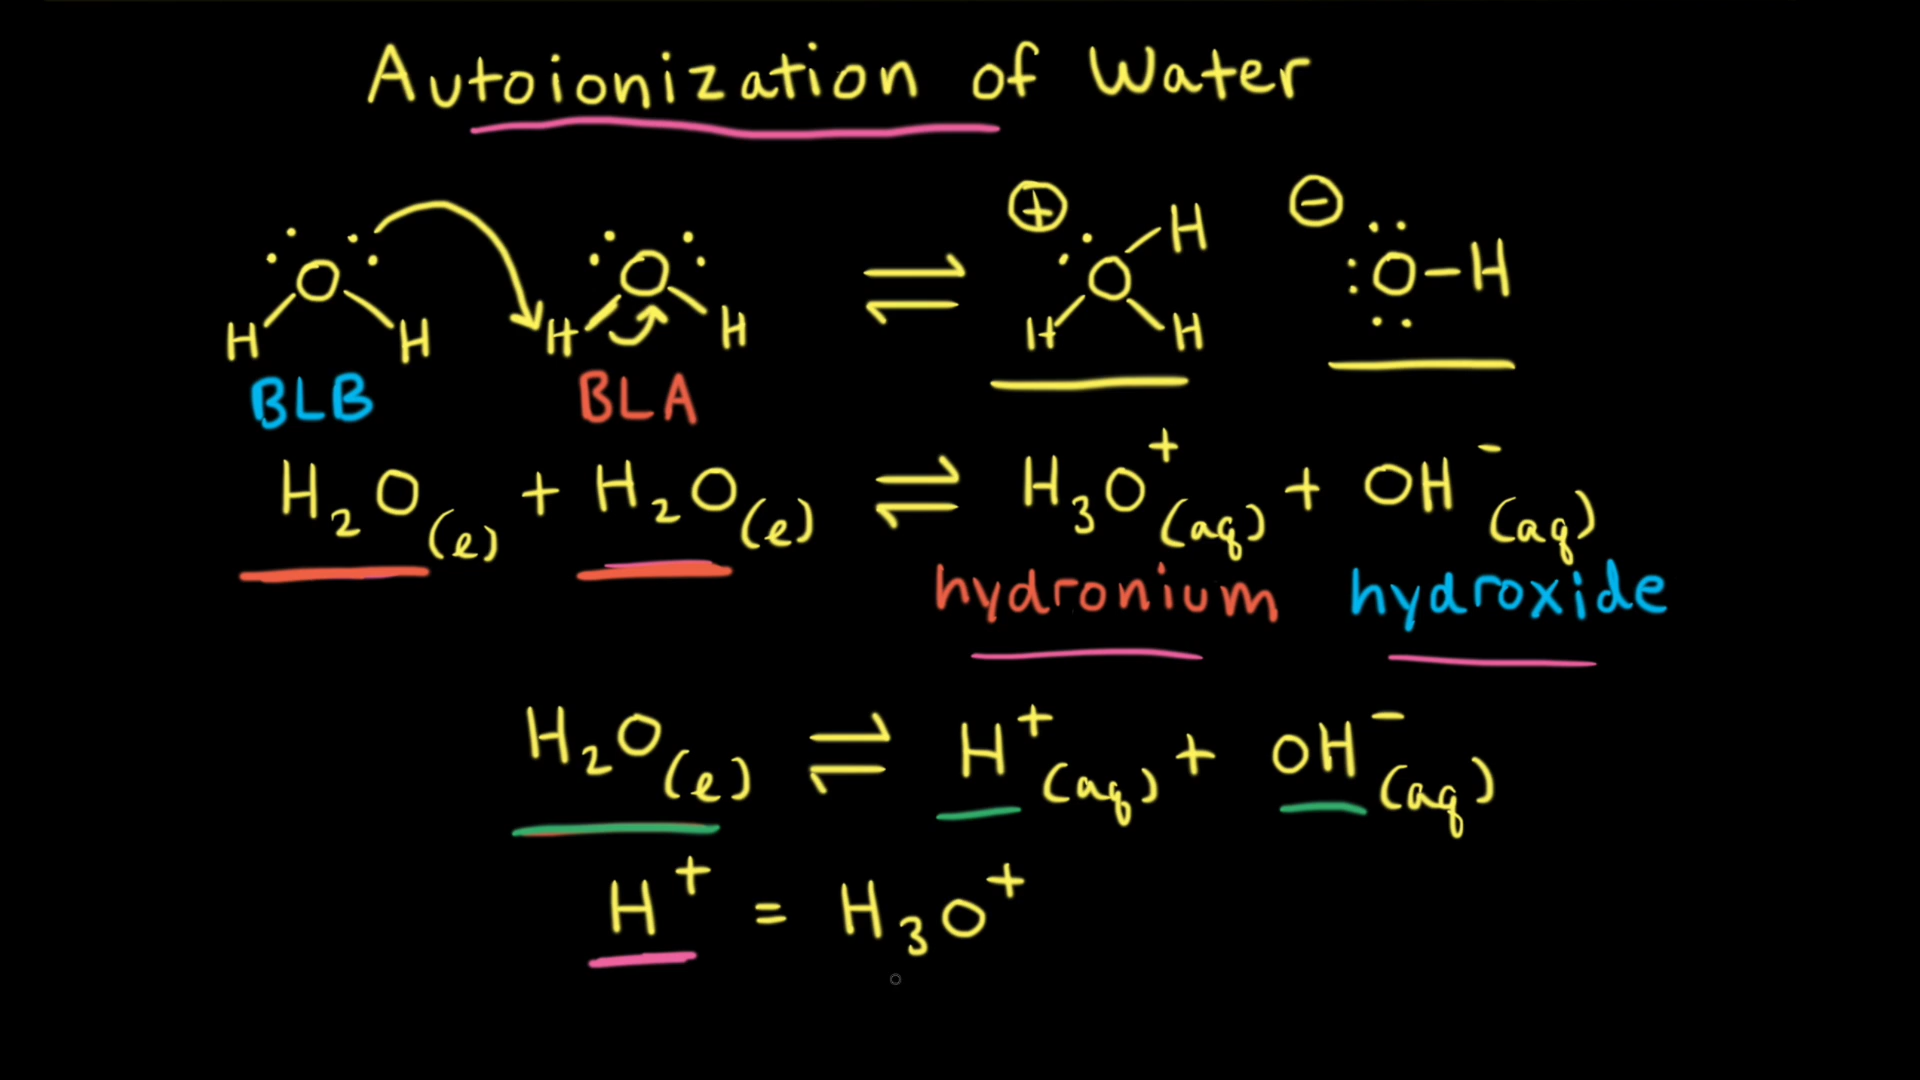 Autoionization of Water
H O H H O H ⇌ ⊕ H O H H ⊖ O-H
BLB BLA
H₂O(l) + H₂O(l) ⇌ H₃O⁺(aq) + OH⁻(aq)
hydronium hydroxide
H₂O(l) ⇌ H⁺(aq) + OH⁻(aq)
H⁺ = H₃O⁺